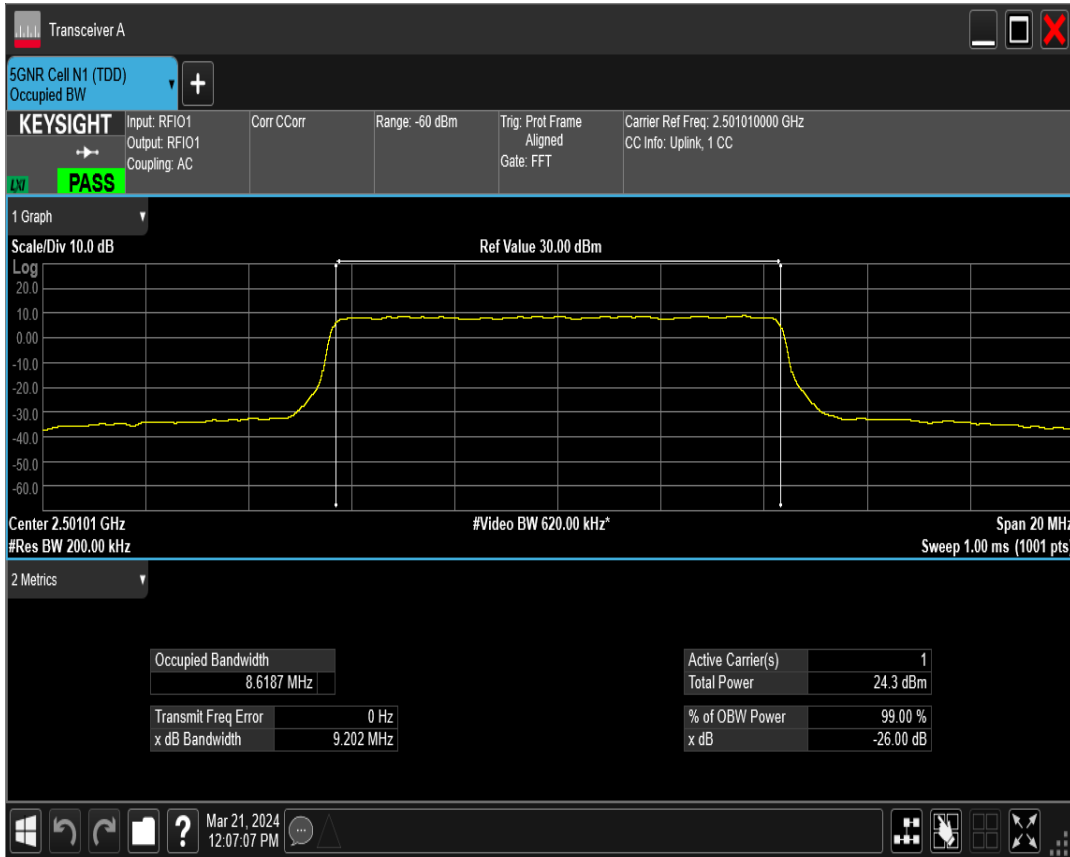 Transceiver A
5GNR Cell N1 (TDD)
Occupied BW
+
KEYSIGHT
LXI
PASS
Input: RFIO1
Output: RFIO1
Coupling: AC
Corr CCorr
Range: -60 dBm
Trig: Prot Frame
Aligned
Gate: FFT
Carrier Ref Freq: 2.501010000 GHz
CC Info: Uplink, 1 CC
1 Graph
Scale/Div 10.0 dB
Ref Value 30.00 dBm
Log
20.0
10.0
0.00
-10.0
-20.0
-30.0
-40.0
-50.0
-60.0
Center 2.50101 GHz
#Video BW 620.00 kHz*
Span 20 MHz
#Res BW 200.00 kHz
Sweep 1.00 ms (1001 pts)
2 Metrics
Occupied Bandwidth
8.6187 MHz
Transmit Freq Error 0 Hz
x dB Bandwidth 9.202 MHz
Active Carrier(s) 1
Total Power 24.3 dBm
% of OBW Power 99.00 %
x dB -26.00 dB
?
Mar 21, 2024
12:07:07 PM